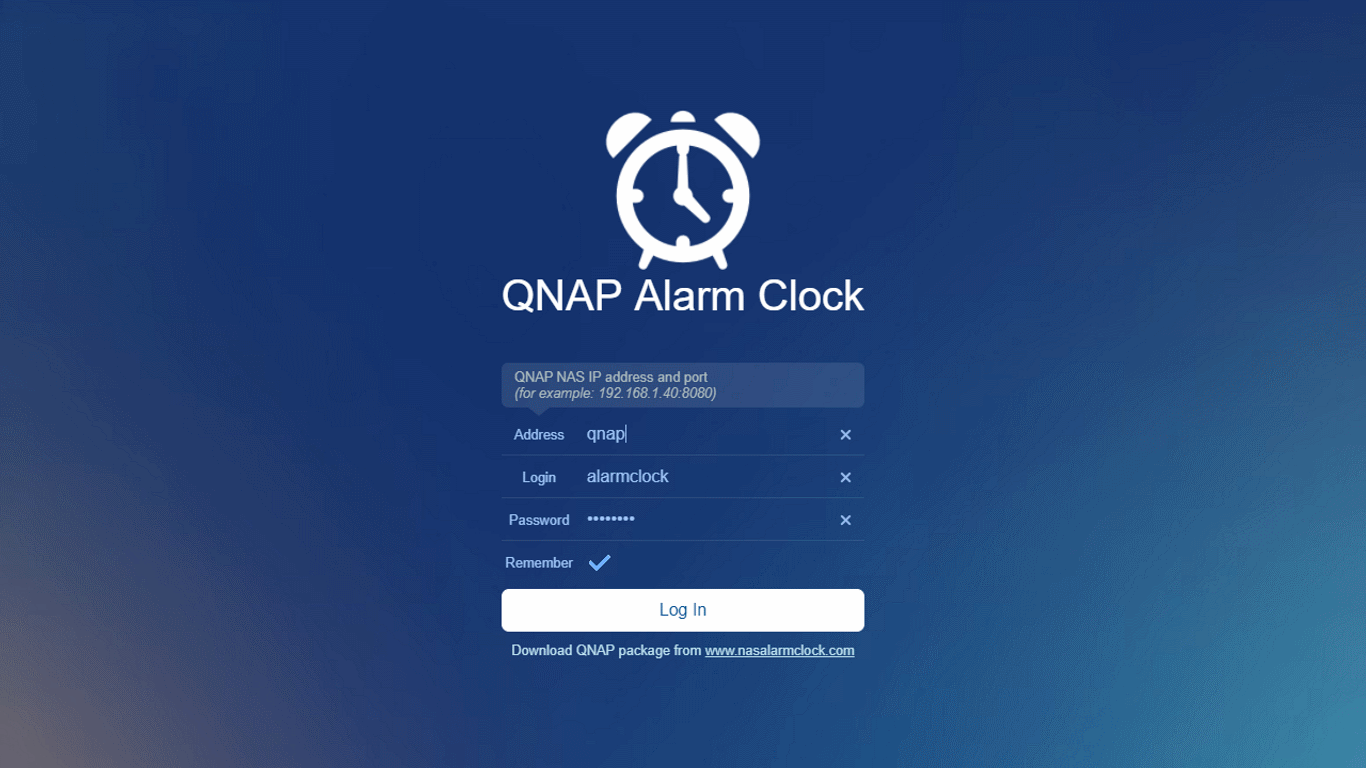 QNAP Alarm Clock
QNAP NAS IP address and port
(for example: 192.168.1.40:8080)
Address qnap
Login alarmclock
Password ••••••••
Remember
Log In
Download QNAP package from www.nasalarmclock.com